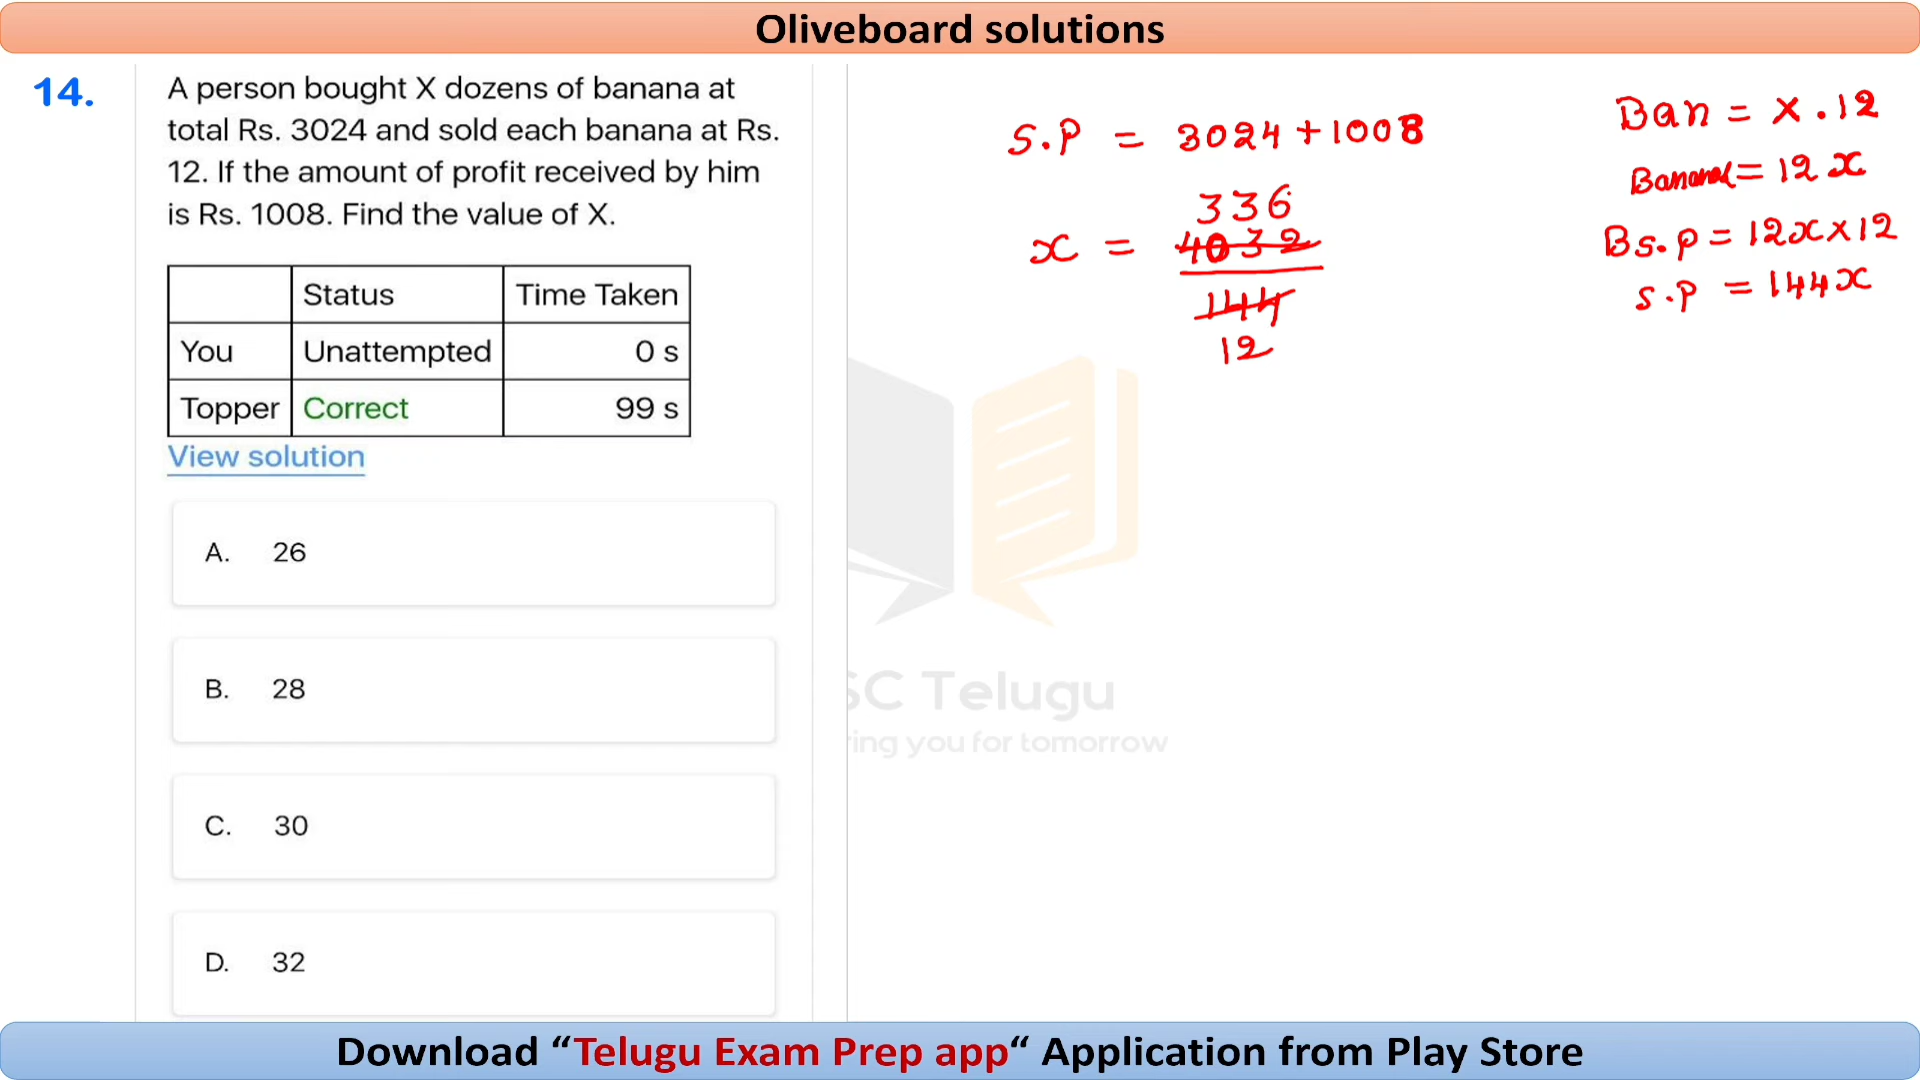 Oliveboard solutions
14.
A person bought X dozens of banana at
total Rs. 3024 and sold each banana at Rs.
12. If the amount of profit received by him
is Rs. 1008. Find the value of X.
Status Time Taken
You Unattempted 0 s
Topper Correct 99 s
View solution
A. 26
B. 28
C. 30
D. 32
S.P = 3024 + 1008
336
x = 4032
144
12
Ban = x . 12
Bananas = 12 x
B s.p = 12x x 12
s.p = 144x
SC Telugu
ring you for tomorrow
Download “Telugu Exam Prep app“ Application from Play Store